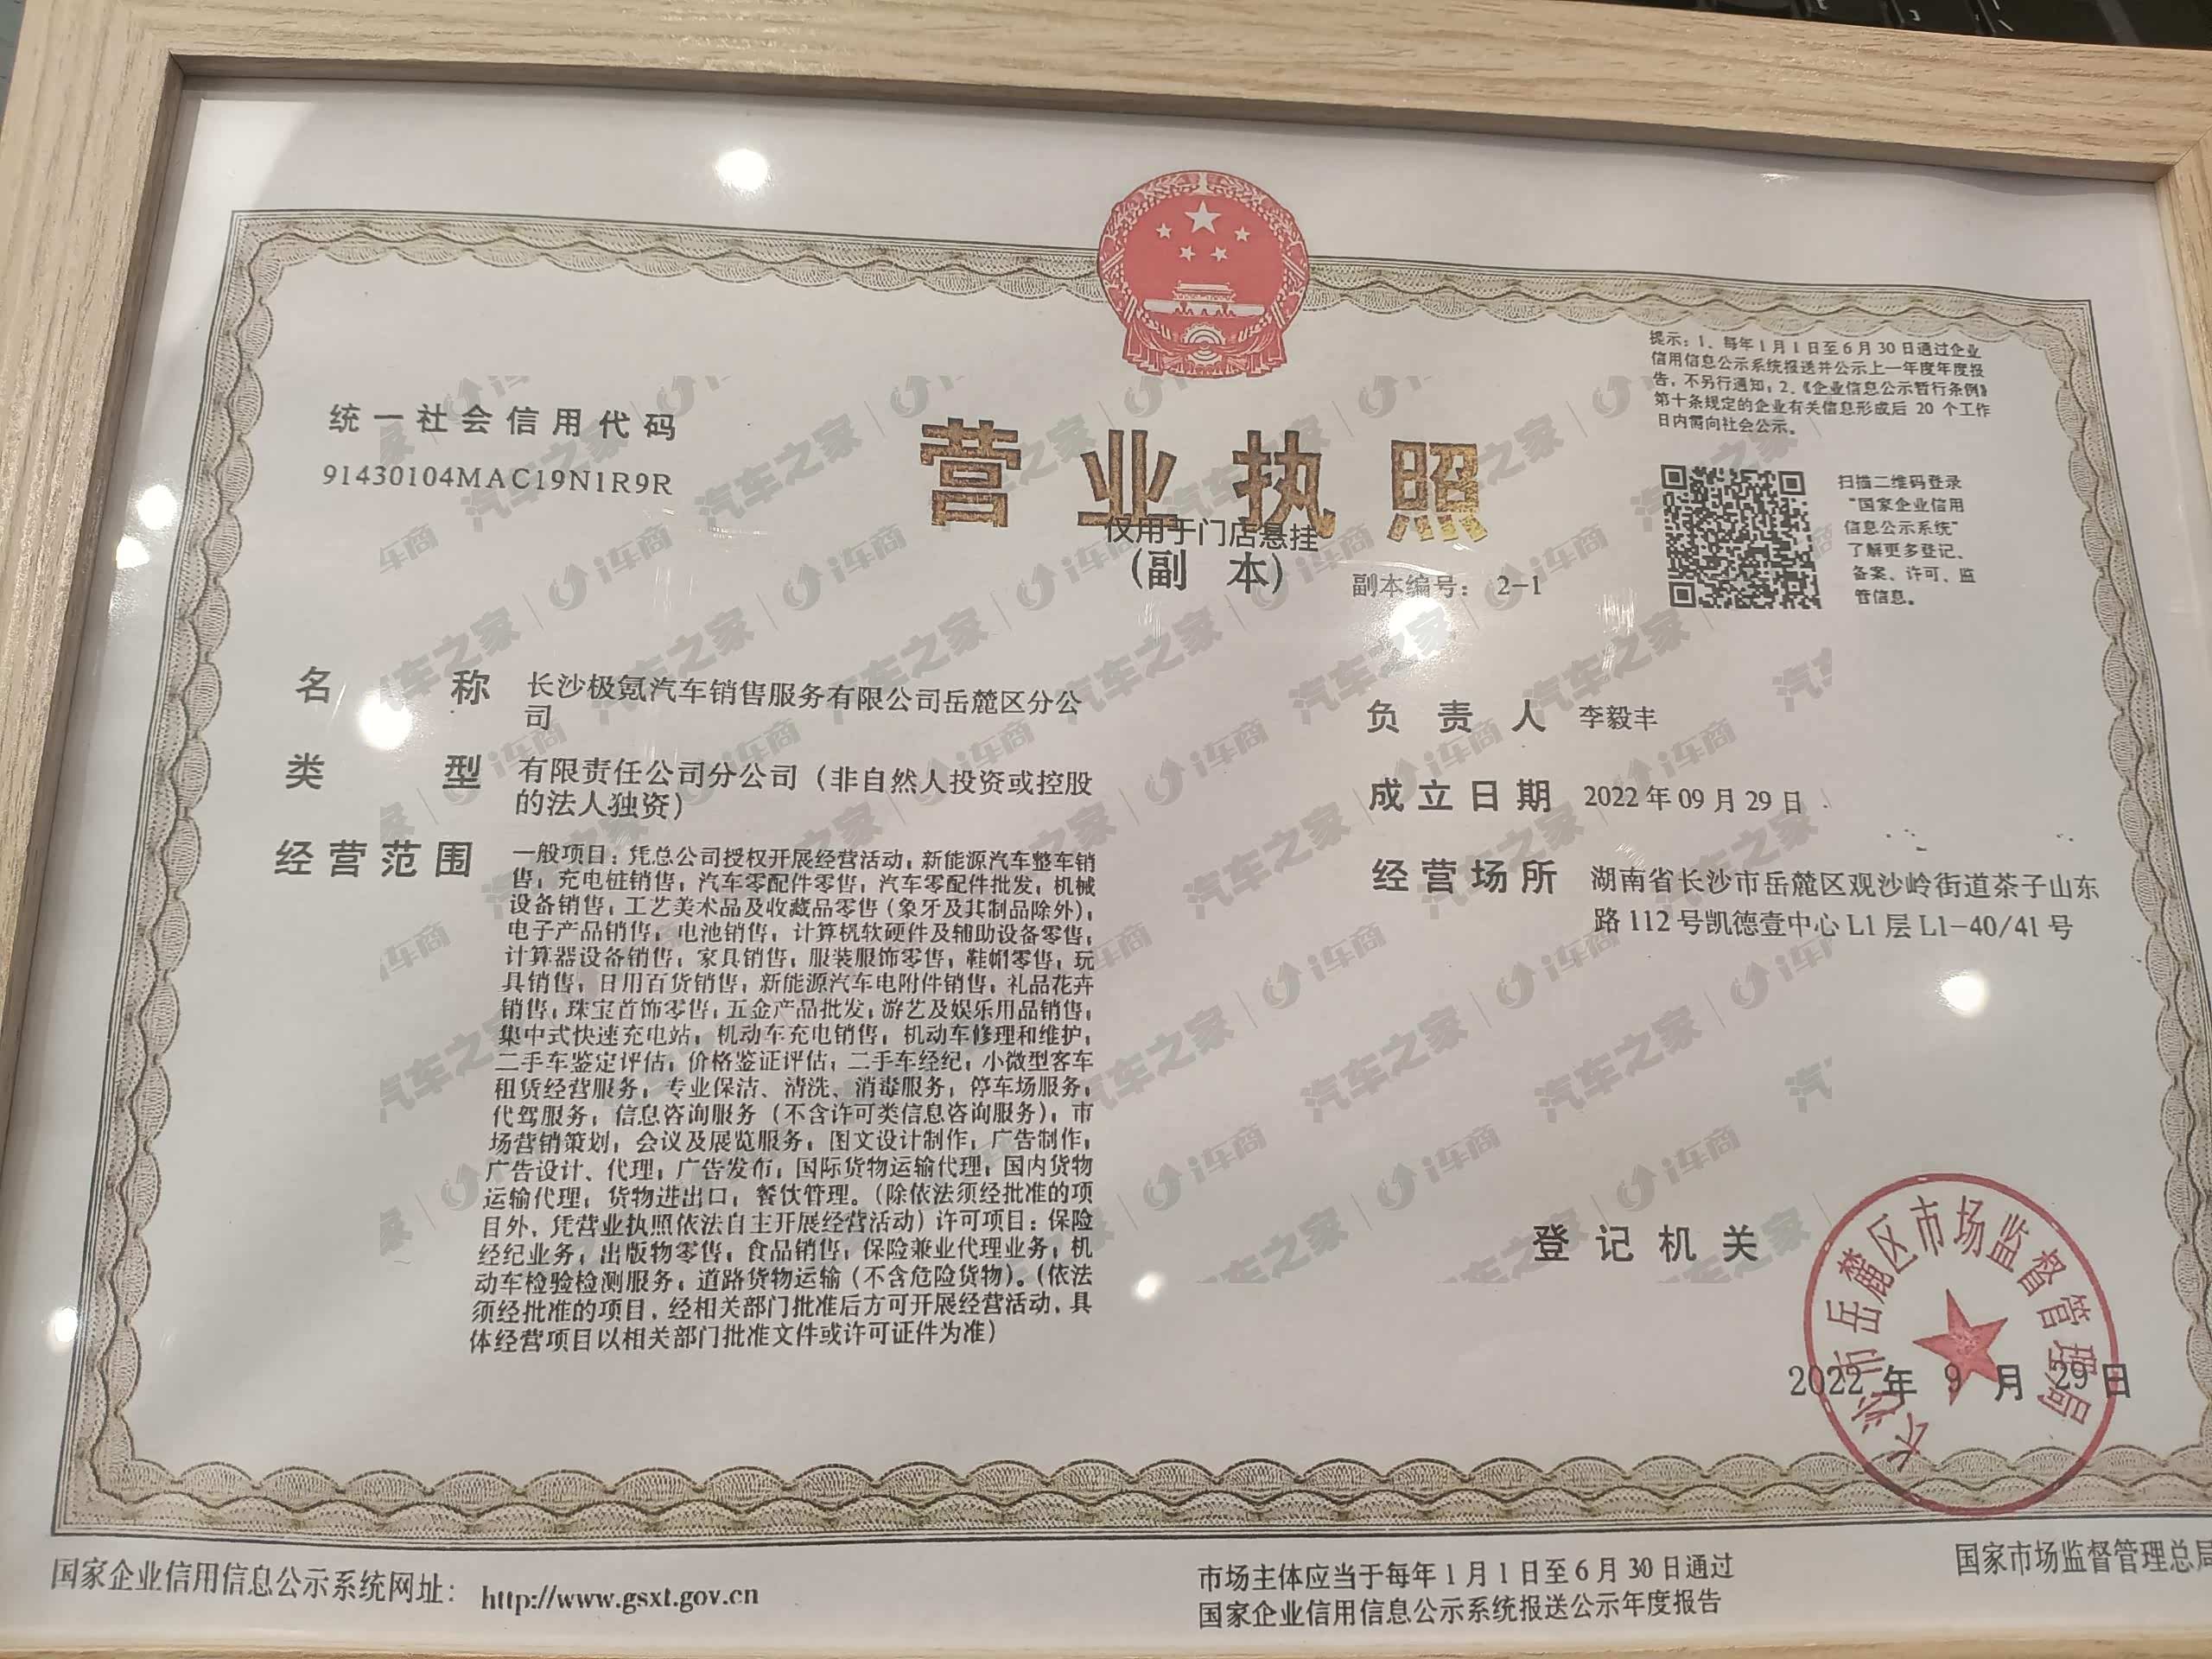 提示：1、每年1月1日至6月30日通过企业
信用信息公示系统报送并公示上一年度年度报
告，不另行通知；2、《企业信息公示暂行条例》
第十条规定的企业有关信息形成后 20 个工作
日内需向社会公示。
统一社会信用代码
91430104MAC19N1R9R
营业执照
仅用于门店悬挂
(副 本)
副本编号： 2-1
扫描二维码登录
“国家企业信用
信息公示系统”
了解更多登记、
备案、许可、监
管信息。
名 称 长沙极氪汽车销售服务有限公司岳麓区分公
司
类 型 有限责任公司分公司（非自然人投资或控股
的法人独资）
经营范围 一般项目：凭总公司授权开展经营活动；新能源汽车整车销
售；充电桩销售；汽车零配件零售；汽车零配件批发；机械
设备销售；工艺美术品及收藏品零售（象牙及其制品除外）；
电子产品销售；电池销售；计算机软硬件及辅助设备零售；
计算器设备销售；家具销售；服装服饰零售；鞋帽零售；玩
具销售；日用百货销售；新能源汽车电附件销售；礼品花卉
销售；珠宝首饰零售；五金产品批发；游艺及娱乐用品销售；
集中式快速充电站；机动车充电销售；机动车修理和维护；
二手车鉴定评估；价格鉴证评估；二手车经纪；小微型客车
租赁经营服务；专业保洁、清洗、消毒服务；停车场服务；
代驾服务；信息咨询服务（不含许可类信息咨询服务）；市
场营销策划；会议及展览服务；图文设计制作；广告制作；
广告设计、代理；广告发布；国际货物运输代理；国内货物
运输代理；货物进出口；餐饮管理。（除依法须经批准的项
目外，凭营业执照依法自主开展经营活动）许可项目：保险
经纪业务；出版物零售；食品销售；保险兼业代理业务；机
动车检验检测服务；道路货物运输（不含危险货物）。（依法
须经批准的项目，经相关部门批准后方可开展经营活动，具
体经营项目以相关部门批准文件或许可证件为准）
负责人 李毅丰
成立日期 2022年09月29日
经营场所 湖南省长沙市岳麓区观沙岭街道茶子山东
路112号凯德壹中心L1层L1-40/41号
登记机关
长沙市岳麓区市场监督管理局
2022 年 9 月 29 日
国家企业信用信息公示系统网址： http://www.gsxt.gov.cn
市场主体应当于每年1月1日至6月30日通过
国家企业信用信息公示系统报送公示年度报告
国家市场监督管理总局
汽车之家 | i车商